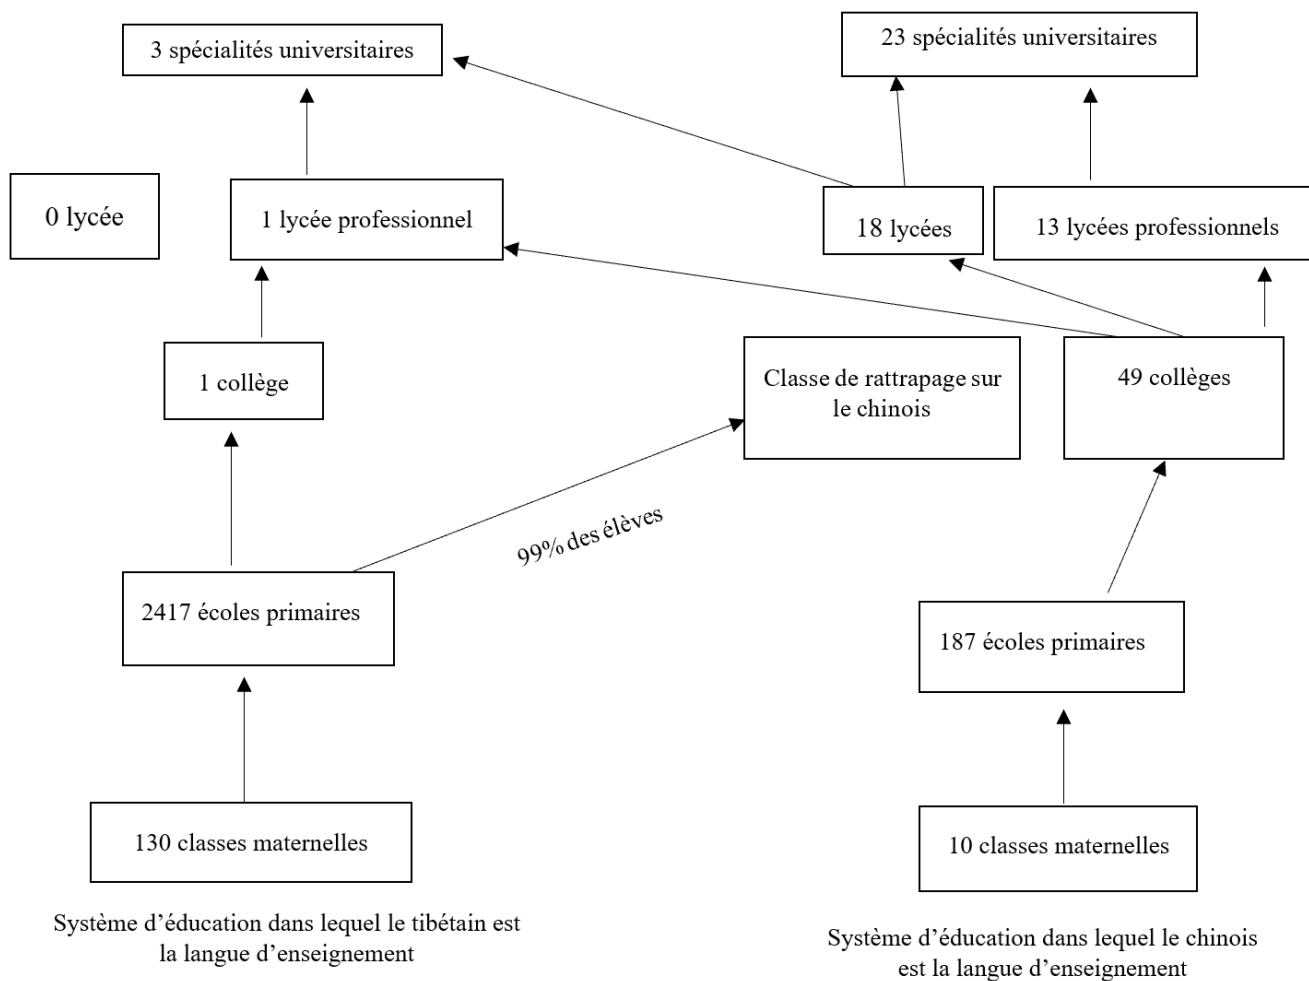 3 spécialités universitaires
23 spécialités universitaires
0 lycée
1 lycée professionnel
18 lycées
13 lycées professionnels
1 collège
Classe de rattrapage sur
le chinois
49 collèges
99% des élèves
2417 écoles primaires
187 écoles primaires
130 classes maternelles
10 classes maternelles
Système d’éducation dans lequel le tibétain est
la langue d’enseignement
Système d’éducation dans lequel le chinois
est la langue d’enseignement